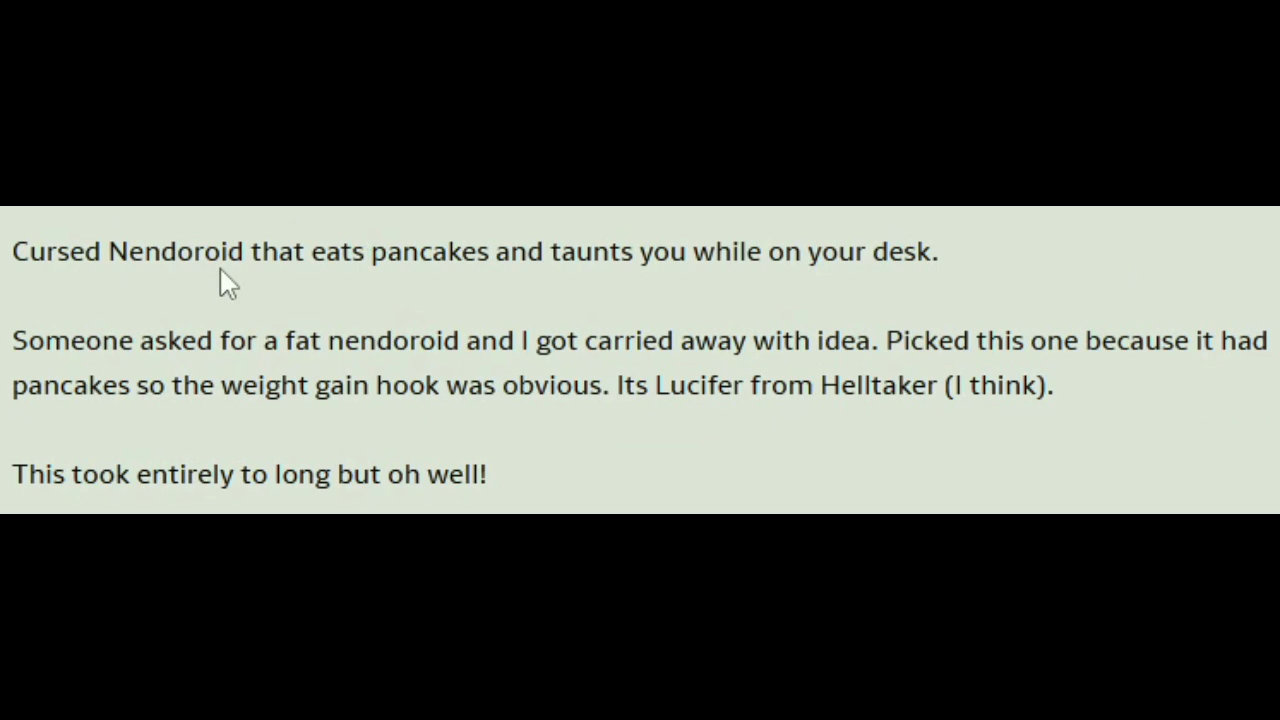 Cursed Nendoroid that eats pancakes and taunts you while on your desk.
Someone asked for a fat nendoroid and I got carried away with idea. Picked this one because it had
pancakes so the weight gain hook was obvious. Its Lucifer from Helltaker (I think).
This took entirely to long but oh well!